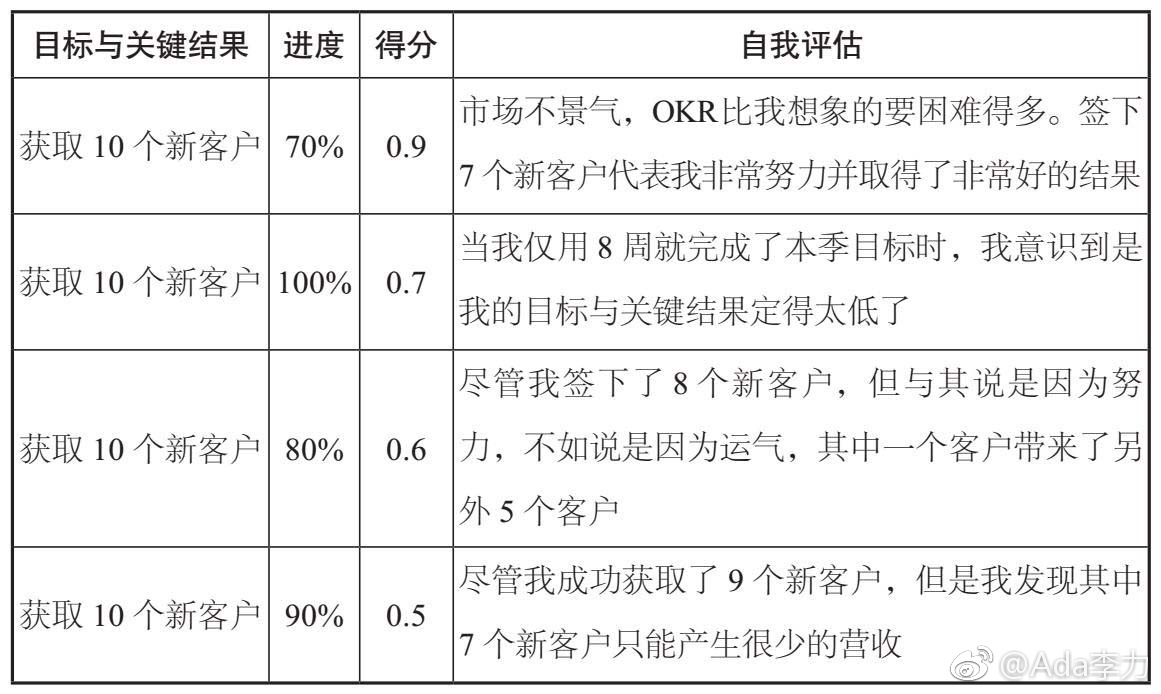 目标与关键结果 进度 得分 自我评估
获取 10 个新客户 70% 0.9 市场不景气，OKR比我想象的要困难得多。签下
7 个新客户代表我非常努力并取得了非常好的结果
获取 10 个新客户 100% 0.7 当我仅用 8 周就完成了本季目标时，我意识到是
我的目标与关键结果定得太低了
获取 10 个新客户 80% 0.6 尽管我签下了 8 个新客户，但与其说是因为努
力，不如说是因为运气，其中一个客户带来了另
外 5 个客户
获取 10 个新客户 90% 0.5 尽管我成功获取了 9 个新客户，但是我发现其中
7 个新客户只能产生很少的营收
@Ada李力